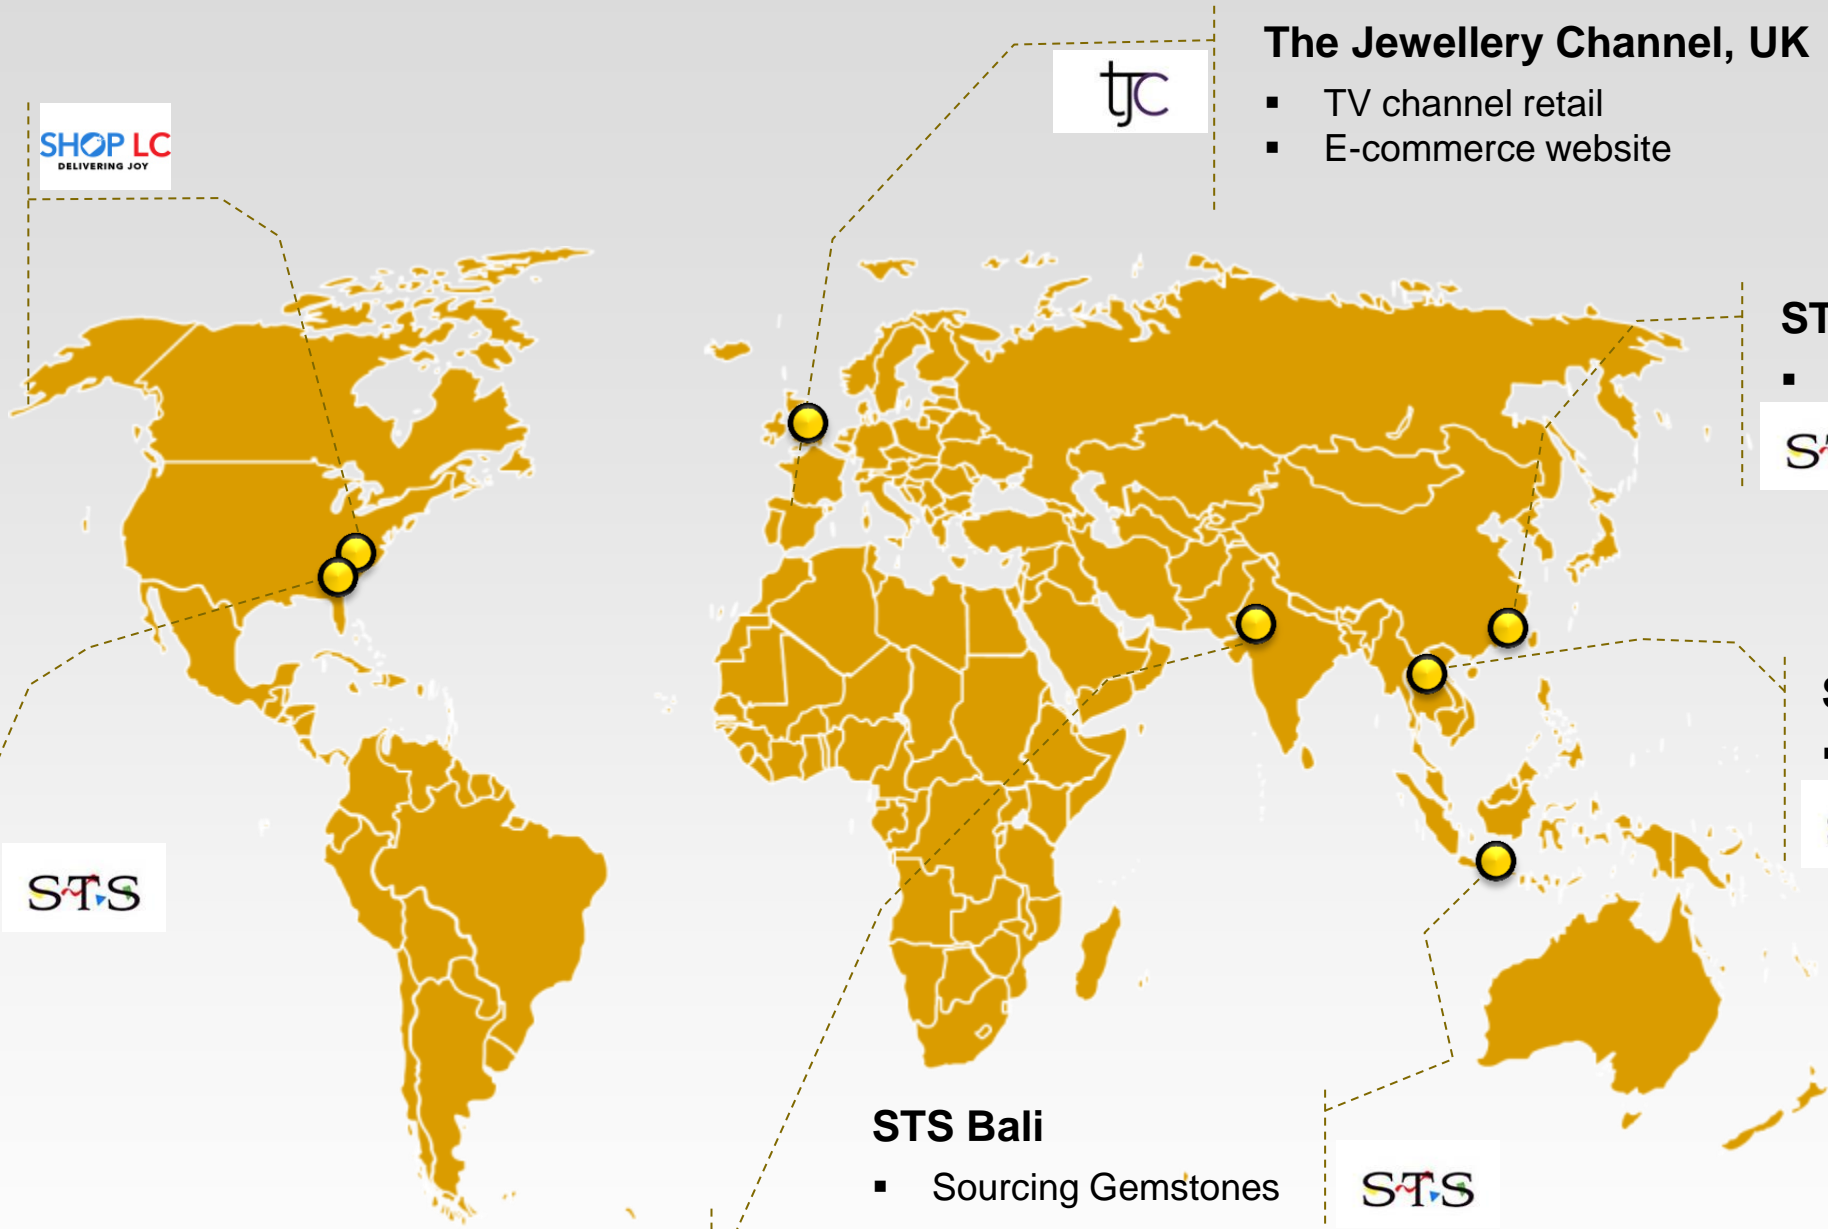 The Jewellery Channel, UK
▪ TV channel retail
▪ E-commerce website
tjc
SHOP LC
DELIVERING JOY
STS
STS Bali
▪ Sourcing Gemstones
STS